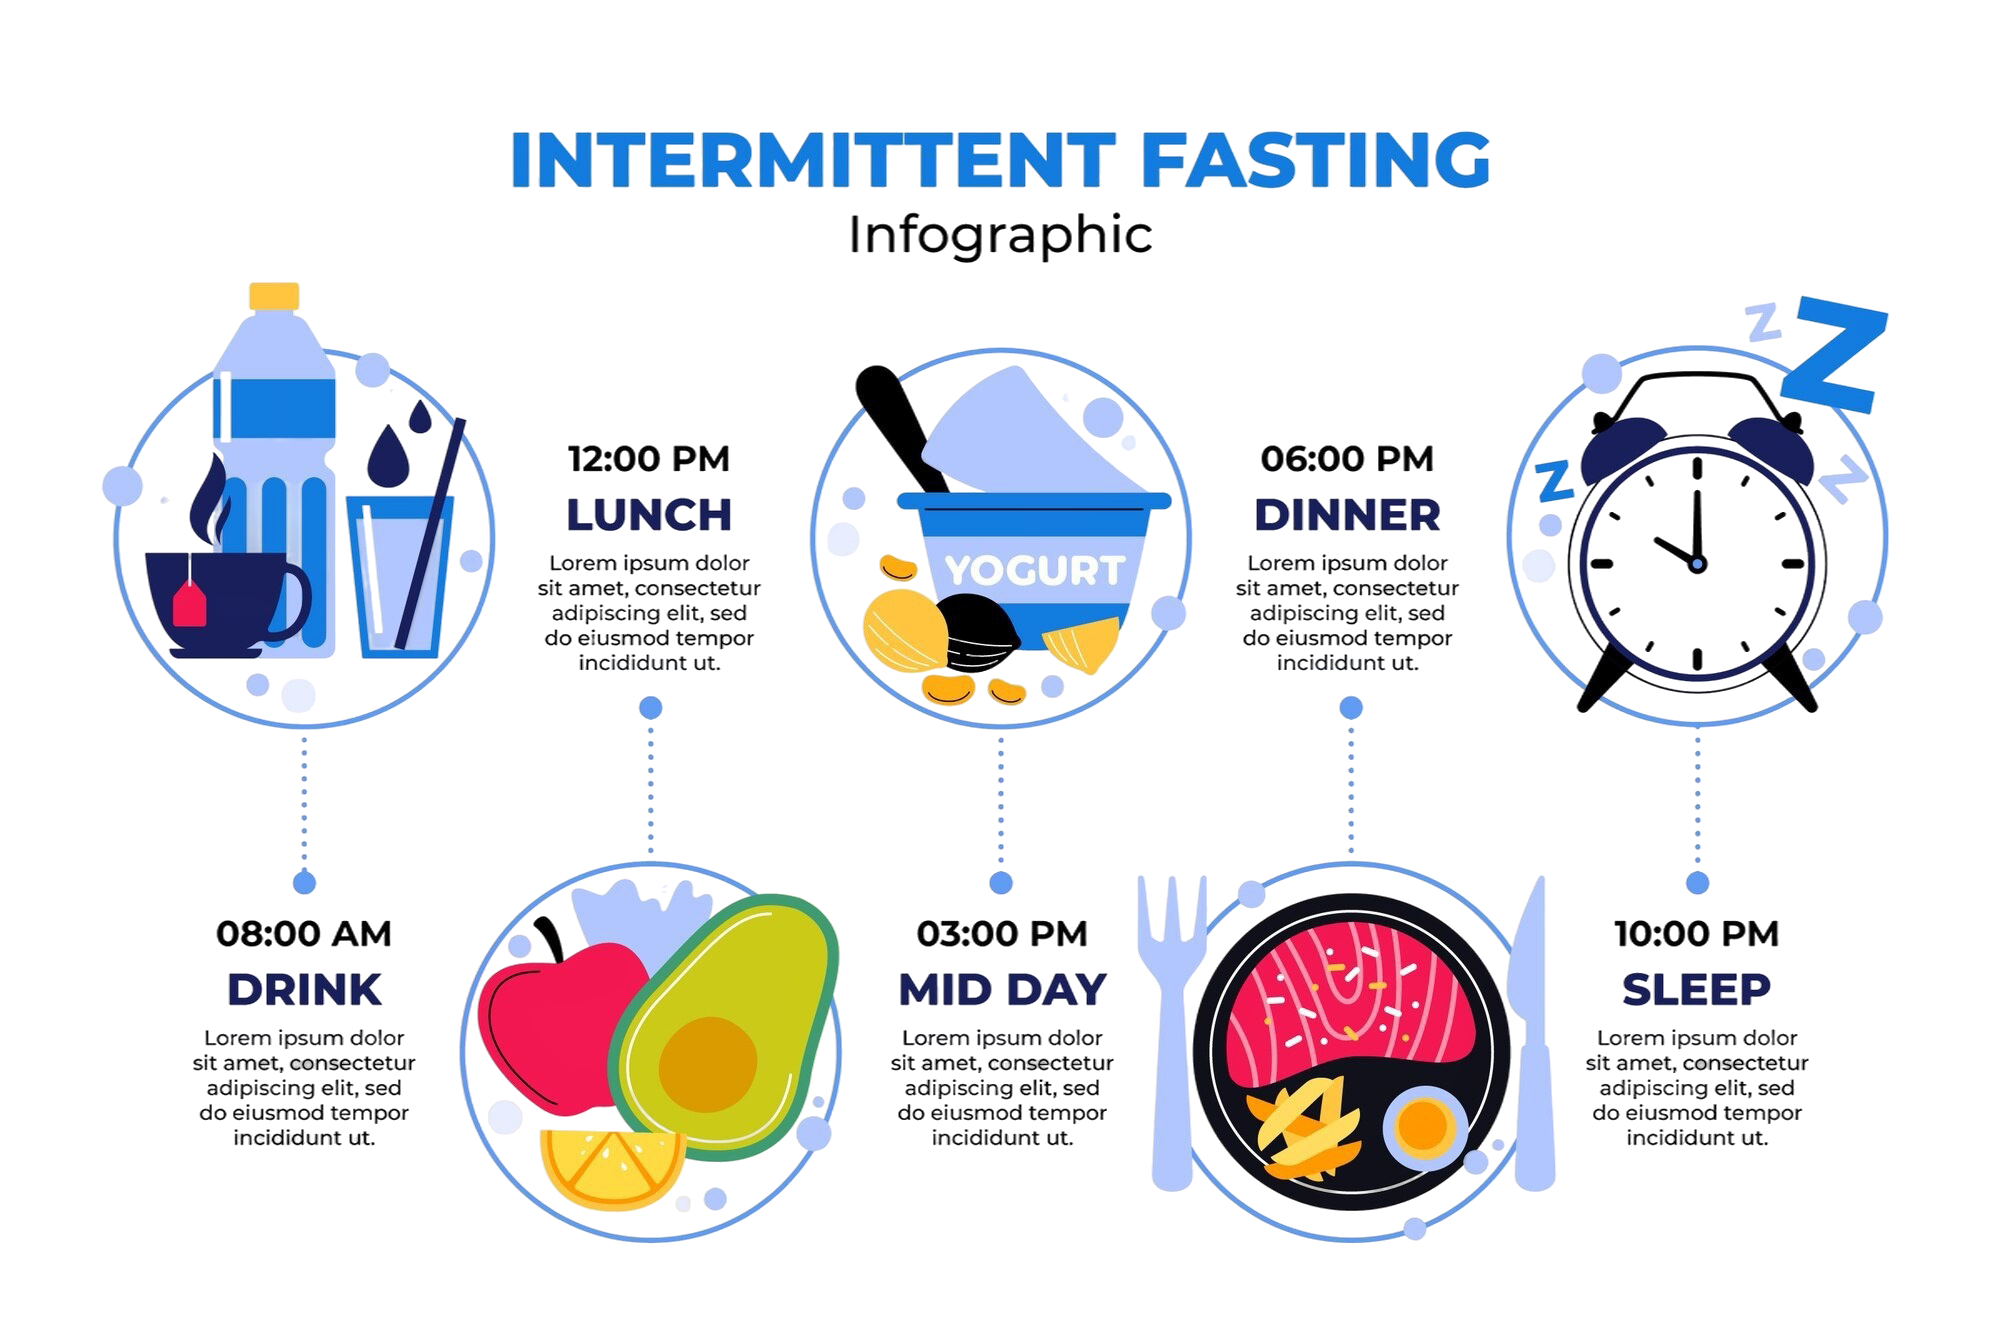 INTERMITTENT FASTING
Infographic
08:00 AM
DRINK
Lorem ipsum dolor
sit amet, consectetur
adipiscing elit, sed
do eiusmod tempor
incididunt ut.
12:00 PM
LUNCH
Lorem ipsum dolor
sit amet, consectetur
adipiscing elit, sed
do eiusmod tempor
incididunt ut.
YOGURT
03:00 PM
MID DAY
Lorem ipsum dolor
sit amet, consectetur
adipiscing elit, sed
do eiusmod tempor
incididunt ut.
06:00 PM
DINNER
Lorem ipsum dolor
sit amet, consectetur
adipiscing elit, sed
do eiusmod tempor
incididunt ut.
z
Z
Z
Z
10:00 PM
SLEEP
Lorem ipsum dolor
sit amet, consectetur
adipiscing elit, sed
do eiusmod tempor
incididunt ut.